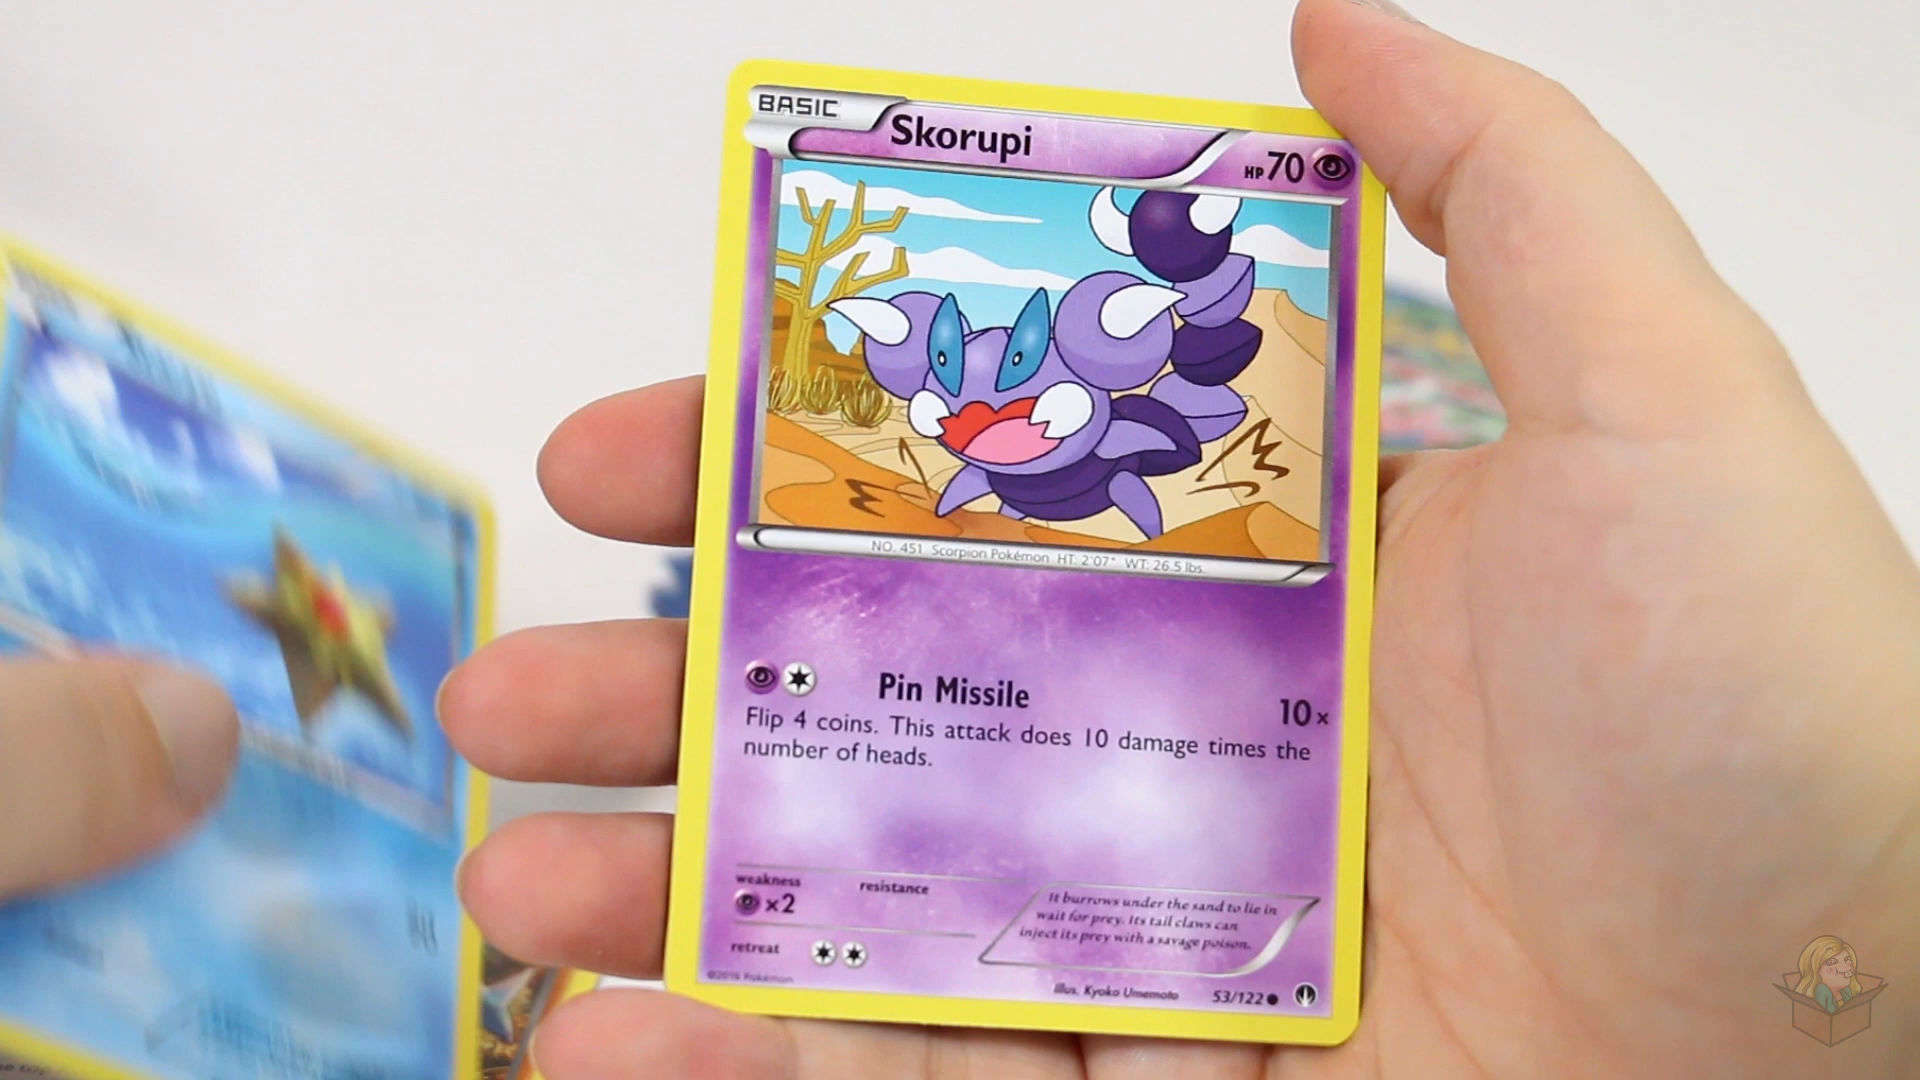 BASIC
Skorupi
HP 70
NO. 451 Scorpion Pokémon HT: 2'07" WT: 26.5 lbs.
Pin Missile
10×
Flip 4 coins. This attack does 10 damage times the
number of heads.
weakness
×2
resistance
retreat
It burrows under the sand to lie in
wait for prey. Its tail claws can
inject its prey with a savage poison.
©2016 Pokémon
Illus. Kyoko Umemoto
53/122